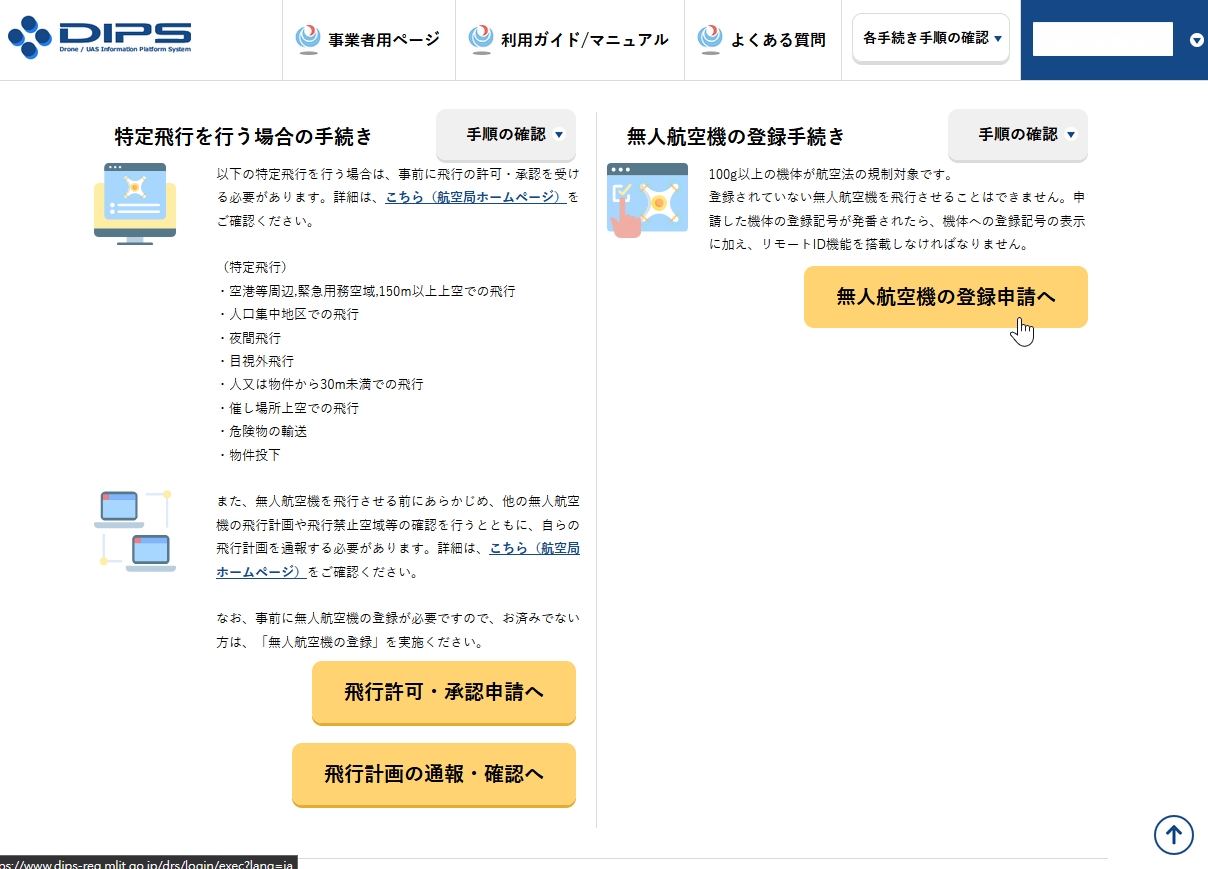 DIPS
Drone / UAS Information Platform System
事業者用ページ
利用ガイド/マニュアル
よくある質問
各手続き手順の確認
特定飛行を行う場合の手続き
手順の確認
以下の特定飛行を行う場合は、事前に飛行の許可・承認を受け
る必要があります。詳細は、こちら（航空局ホームページ）を
ご確認ください。
（特定飛行）
・空港等周辺,緊急用務空域,150m以上上空での飛行
・人口集中地区での飛行
・夜間飛行
・目視外飛行
・人又は物件から30m未満での飛行
・催し場所上空での飛行
・危険物の輸送
・物件投下
また、無人航空機を飛行させる前にあらかじめ、他の無人航空
機の飛行計画や飛行禁止空域等の確認を行うとともに、自らの
飛行計画を通報する必要があります。詳細は、こちら（航空局
ホームページ）をご確認ください。
なお、事前に無人航空機の登録が必要ですので、お済みでない
方は、「無人航空機の登録」を実施ください。
飛行許可・承認申請へ
飛行計画の通報・確認へ
無人航空機の登録手続き
手順の確認
100g以上の機体が航空法の規制対象です。
登録されていない無人航空機を飛行させることはできません。申
請した機体の登録記号が発番されたら、機体への登録記号の表示
に加え、リモートID機能を搭載しなければなりません。
無人航空機の登録申請へ
ps://www.dips-reg.mlit.go.jp/drs/login/exec?lang=ja